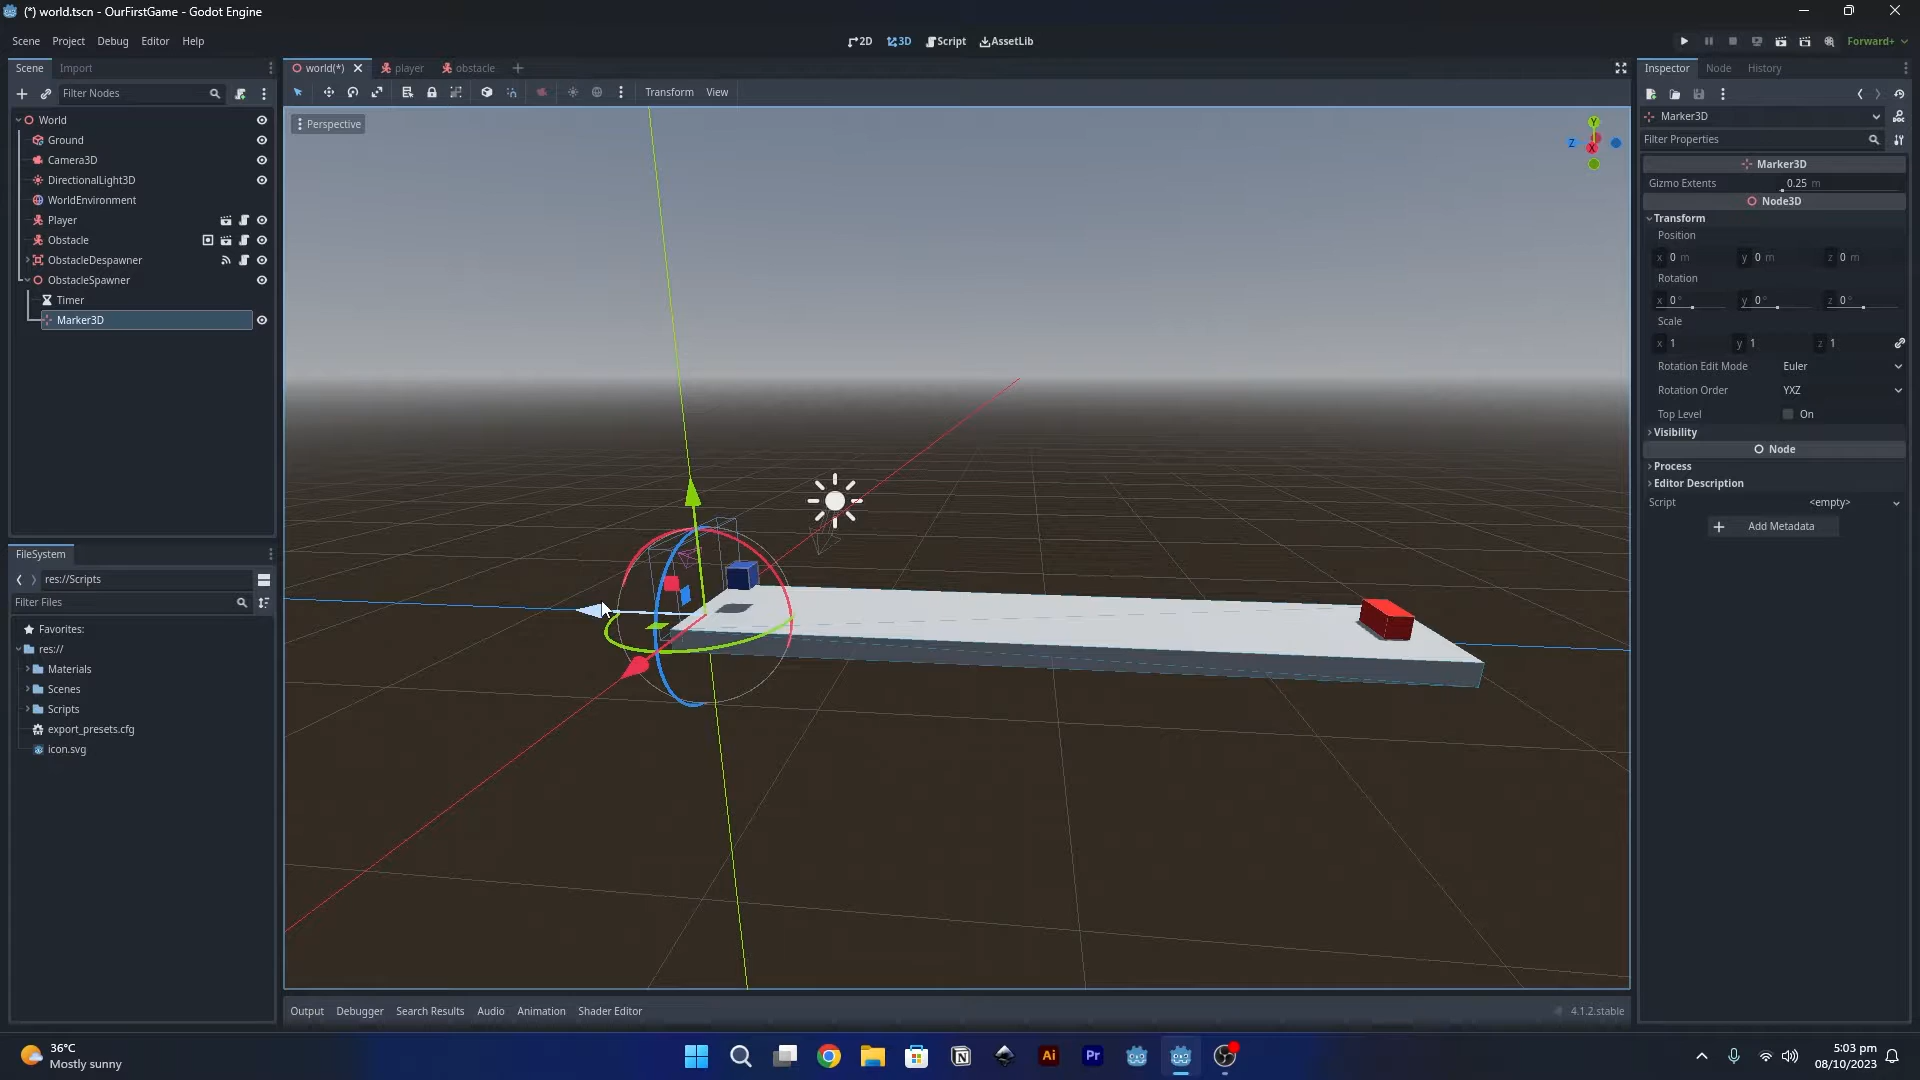 (*) world.tscn - OurFirstGame - Godot Engine
Scene Project Debug Editor Help
2D 3D Script AssetLib
Forward+
Scene Import
world(*) player obstacle
Inspector Node History
Filter Nodes
Transform View
World
Ground
Camera3D
DirectionalLight3D
WorldEnvironment
Player
Obstacle
ObstacleDespawner
ObstacleSpawner
Timer
Marker3D
Perspective
Y
Z
X
Marker3D
Filter Properties
Marker3D
Gizmo Extents 0.25 m
Node3D
Transform
Position
x 0 m y 0 m z 0 m
Rotation
x 0 ° y 0 ° z 0 °
Scale
x 1 y 1 z 1
Rotation Edit Mode Euler
Rotation Order YXZ
Top Level On
Visibility
Node
Process
Editor Description
Script <empty>
Add Metadata
FileSystem
res://Scripts
Filter Files
Favorites:
res://
Materials
Scenes
Scripts
export_presets.cfg
icon.svg
Output Debugger Search Results Audio Animation Shader Editor
4.1.2.stable
36°C
Mostly sunny
Ai
Pr
5:03 pm
08/10/2023